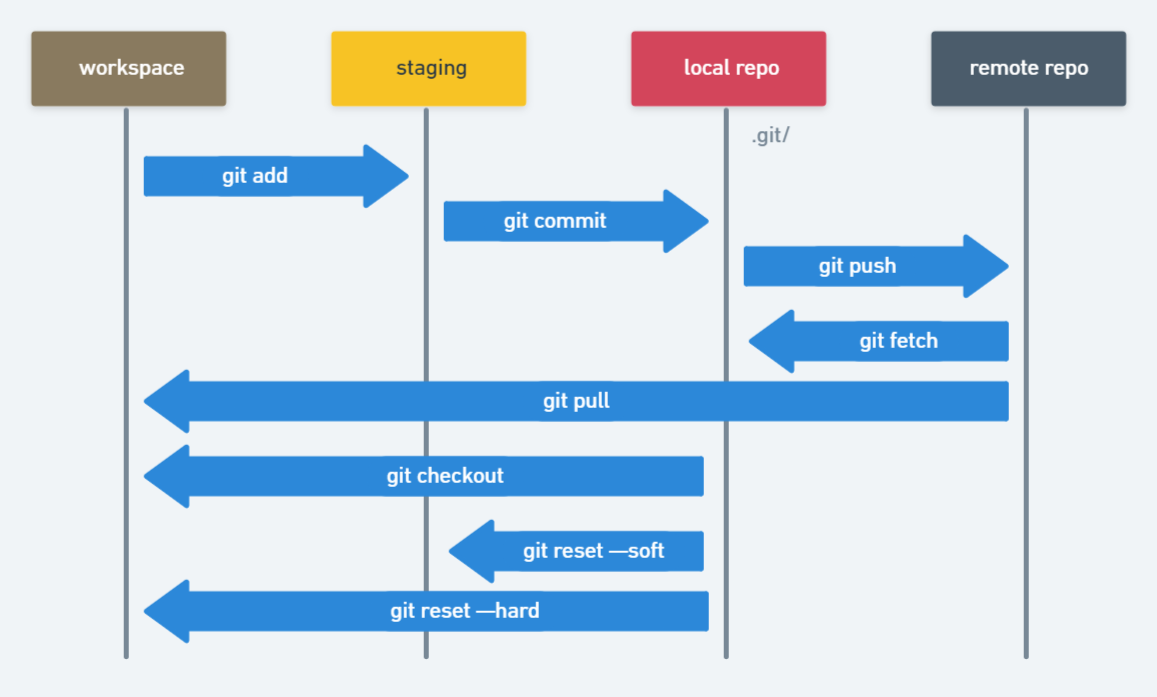 workspace
staging
local repo
remote repo
.git/
git add
git commit
git push
git fetch
git pull
git checkout
git reset —soft
git reset —hard